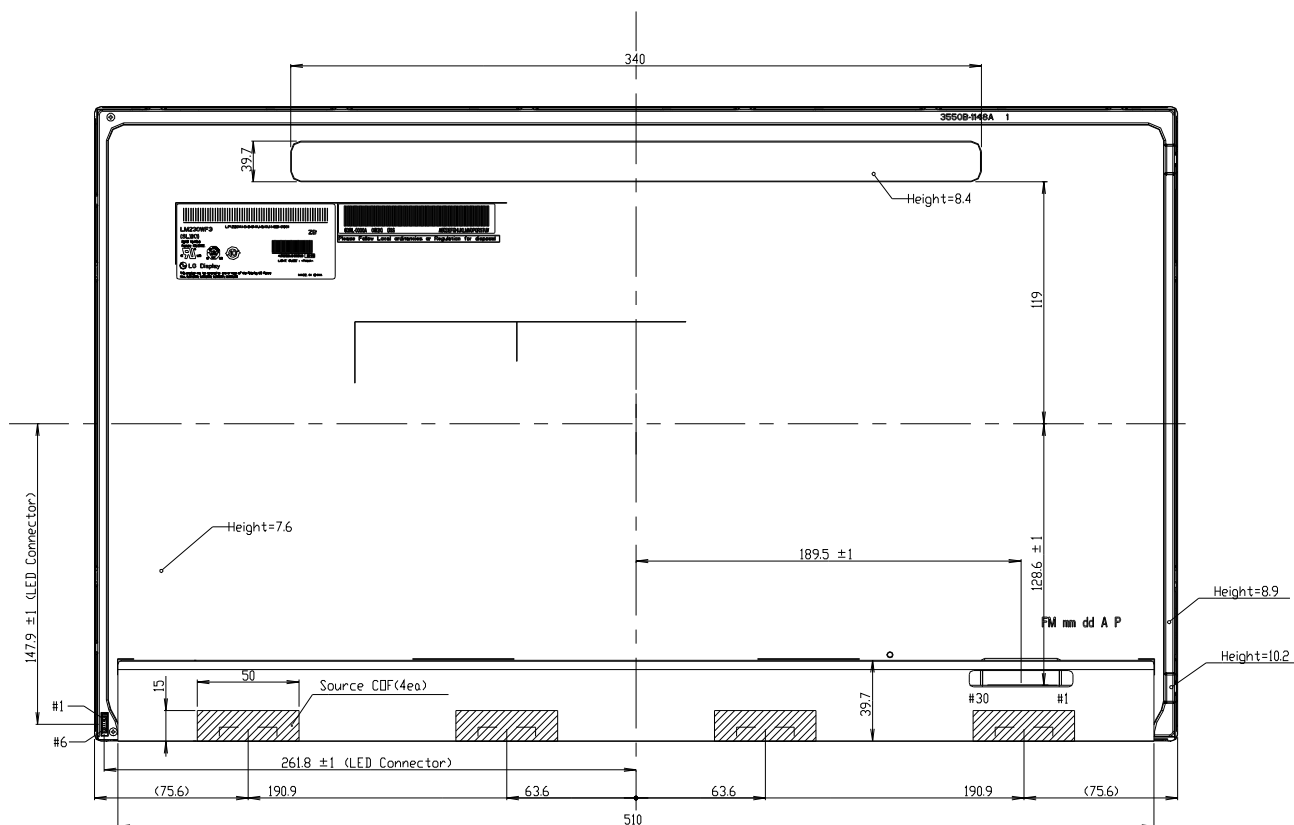 340
3550B-1148A 1
39.7
Height=8.4
LM230WF3
LG Display
Please Follow Local ordinances or Regulation for disposal
MADE IN CHINA
119
Height=7.6
147.9 ±1 (LED Connector)
189.5 ±1
128.6 ±1
Height=8.9
FM mm dd A P
Height=10.2
50
15
Source COF(4ea)
39.7
#30
#1
#1
#6
261.8 ±1 (LED Connector)
(75.6)
190.9
63.6
63.6
190.9
(75.6)
510